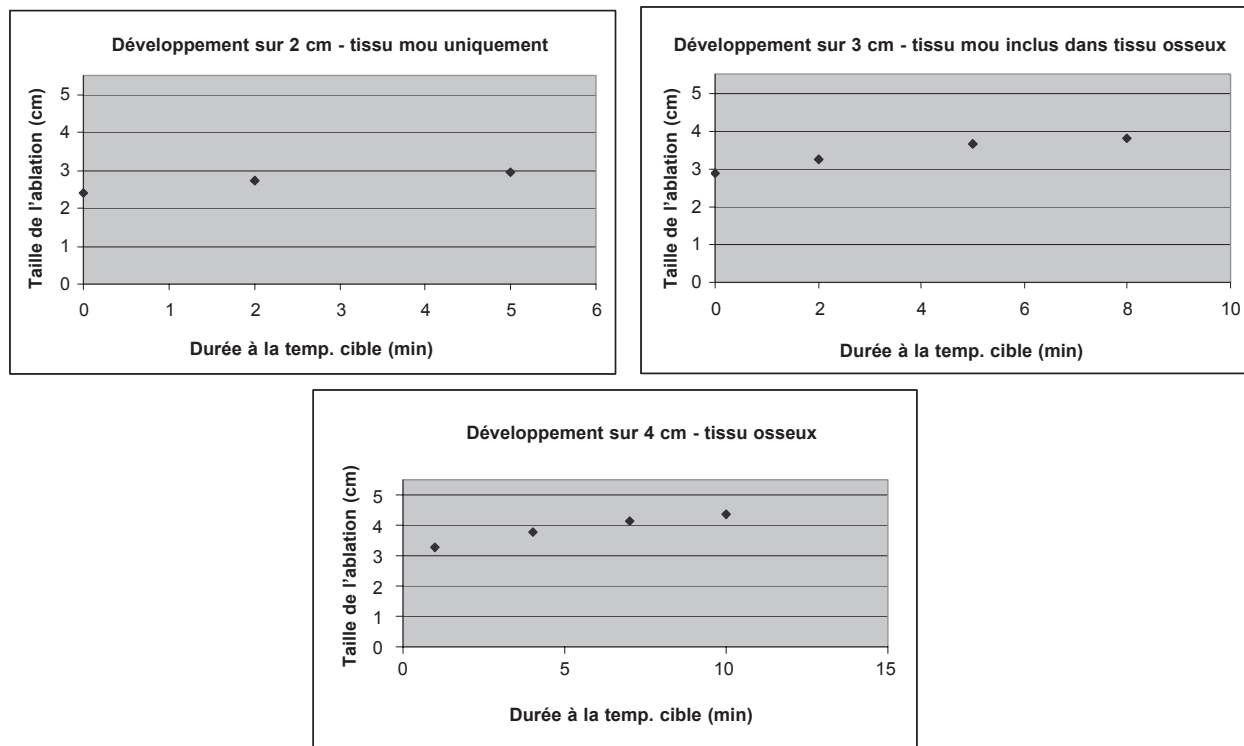 Développement sur 2 cm - tissu mou uniquement
Taille de l'ablation (cm)
5
4
3
2
1
0
0 1 2 3 4 5 6
Durée à la temp. cible (min)
Développement sur 3 cm - tissu mou inclus dans tissu osseux
Taille de l'ablation (cm)
5
4
3
2
1
0
0 2 4 6 8 10
Durée à la temp. cible (min)
Développement sur 4 cm - tissu osseux
Taille de l'ablation (cm)
5
4
3
2
1
0
0 5 10 15
Durée à la temp. cible (min)